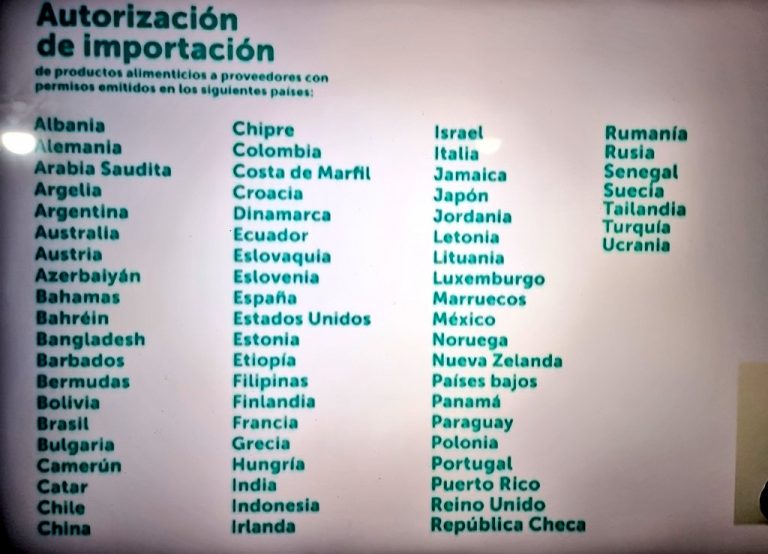 Autorización
de importación
de productos alimenticios a proveedores con
permisos emitidos en los siguientes países:
Albania
Alemania
Arabia Saudita
Argelia
Argentina
Australia
Austria
Azerbaiyán
Bahamas
Bahréin
Bangladesh
Barbados
Bermudas
Bolivia
Brasil
Bulgaria
Camerún
Catar
Chile
China
Chipre
Colombia
Costa de Marfil
Croacia
Dinamarca
Ecuador
Eslovaquia
Eslovenia
España
Estados Unidos
Estonia
Etiopía
Filipinas
Finlandia
Francia
Grecia
Hungría
India
Indonesia
Irlanda
Israel
Italia
Jamaica
Japón
Jordania
Letonia
Lituania
Luxemburgo
Marruecos
México
Noruega
Nueva Zelanda
Países bajos
Panamá
Paraguay
Polonia
Portugal
Puerto Rico
Reino Unido
República Checa
Rumanía
Rusia
Senegal
Suecia
Tailandia
Turquía
Ucrania